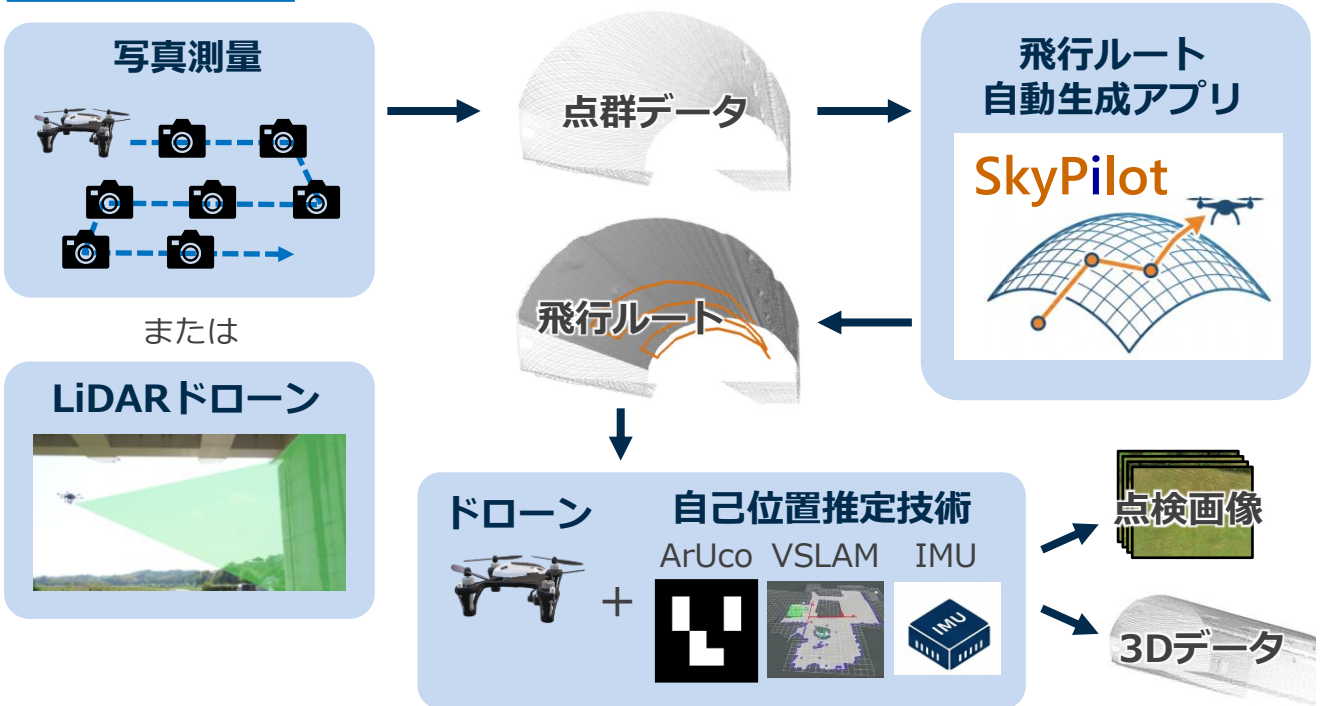 写真測量
点群データ
飛行ルート
自動生成アプリ
SkyPilot
飛行ルート
または
LiDARドローン
ドローン
+
自己位置推定技術
ArUco VSLAM IMU
IMU
点検画像
3Dデータ